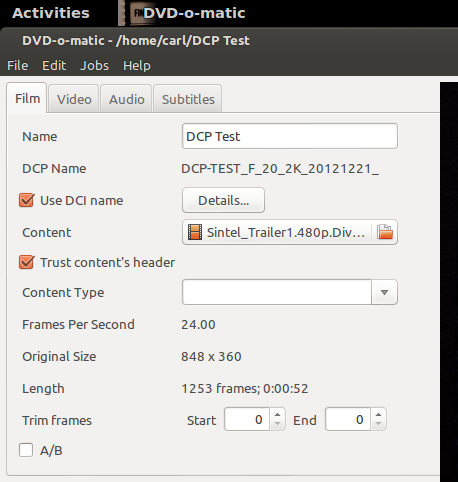 Activities DVD-o-matic
DVD-o-matic - /home/carl/DCP Test
File Edit Jobs Help
Film Video Audio Subtitles
Name DCP Test
DCP Name DCP-TEST_F_20_2K_20121221_
Use DCI name Details...
Content Sintel_Trailer1.480p.Div...
Trust content's header
Content Type
Frames Per Second 24.00
Original Size 848 x 360
Length 1253 frames; 0:00:52
Trim frames Start 0 End 0
A/B